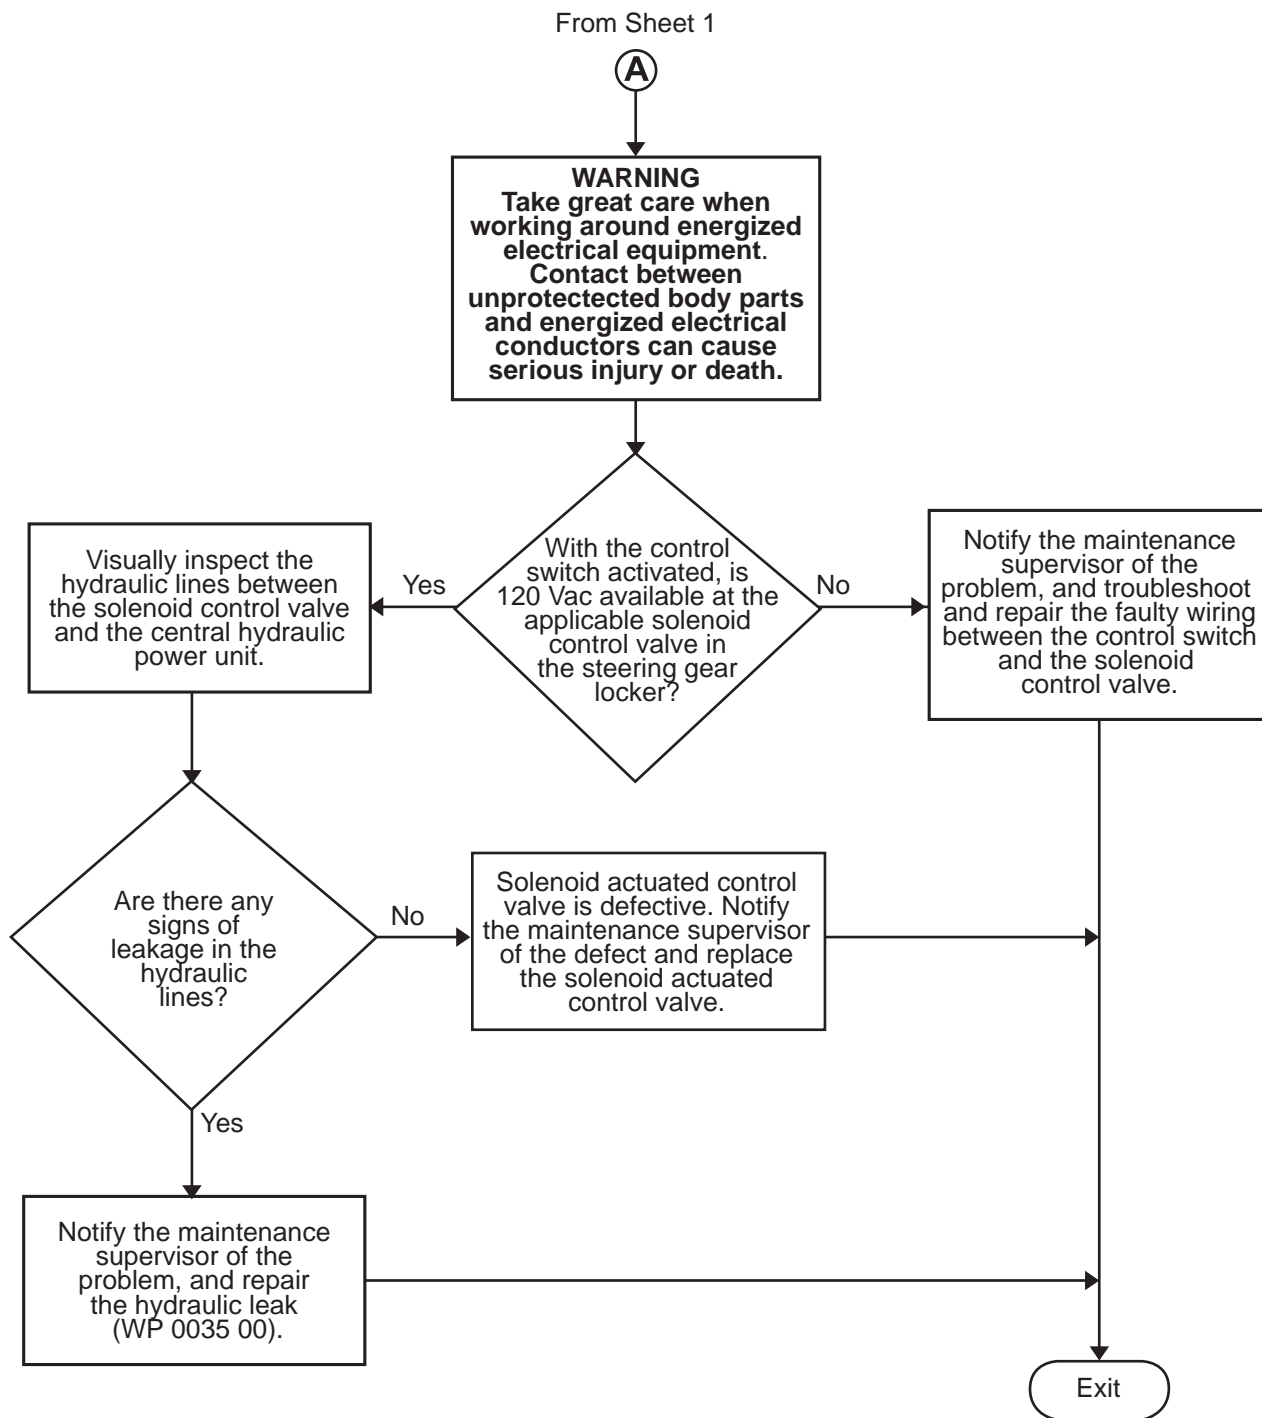 From Sheet 1
A
WARNING
Take great care when
working around energized
electrical equipment.
Contact between
unprotectected body parts
and energized electrical
conductors can cause
serious injury or death.
With the control
switch activated, is
120 Vac available at the
applicable solenoid
control valve in
the steering gear
locker?
Yes
No
Visually inspect the
hydraulic lines between
the solenoid control valve
and the central hydraulic
power unit.
Notify the maintenance
supervisor of the
problem, and troubleshoot
and repair the faulty wiring
between the control switch
and the solenoid
control valve.
Are there any
signs of
leakage in the
hydraulic
lines?
No
Solenoid actuated control
valve is defective. Notify
the maintenance supervisor
of the defect and replace
the solenoid actuated
control valve.
Yes
Notify the maintenance
supervisor of the
problem, and repair
the hydraulic leak
(WP 0035 00).
Exit